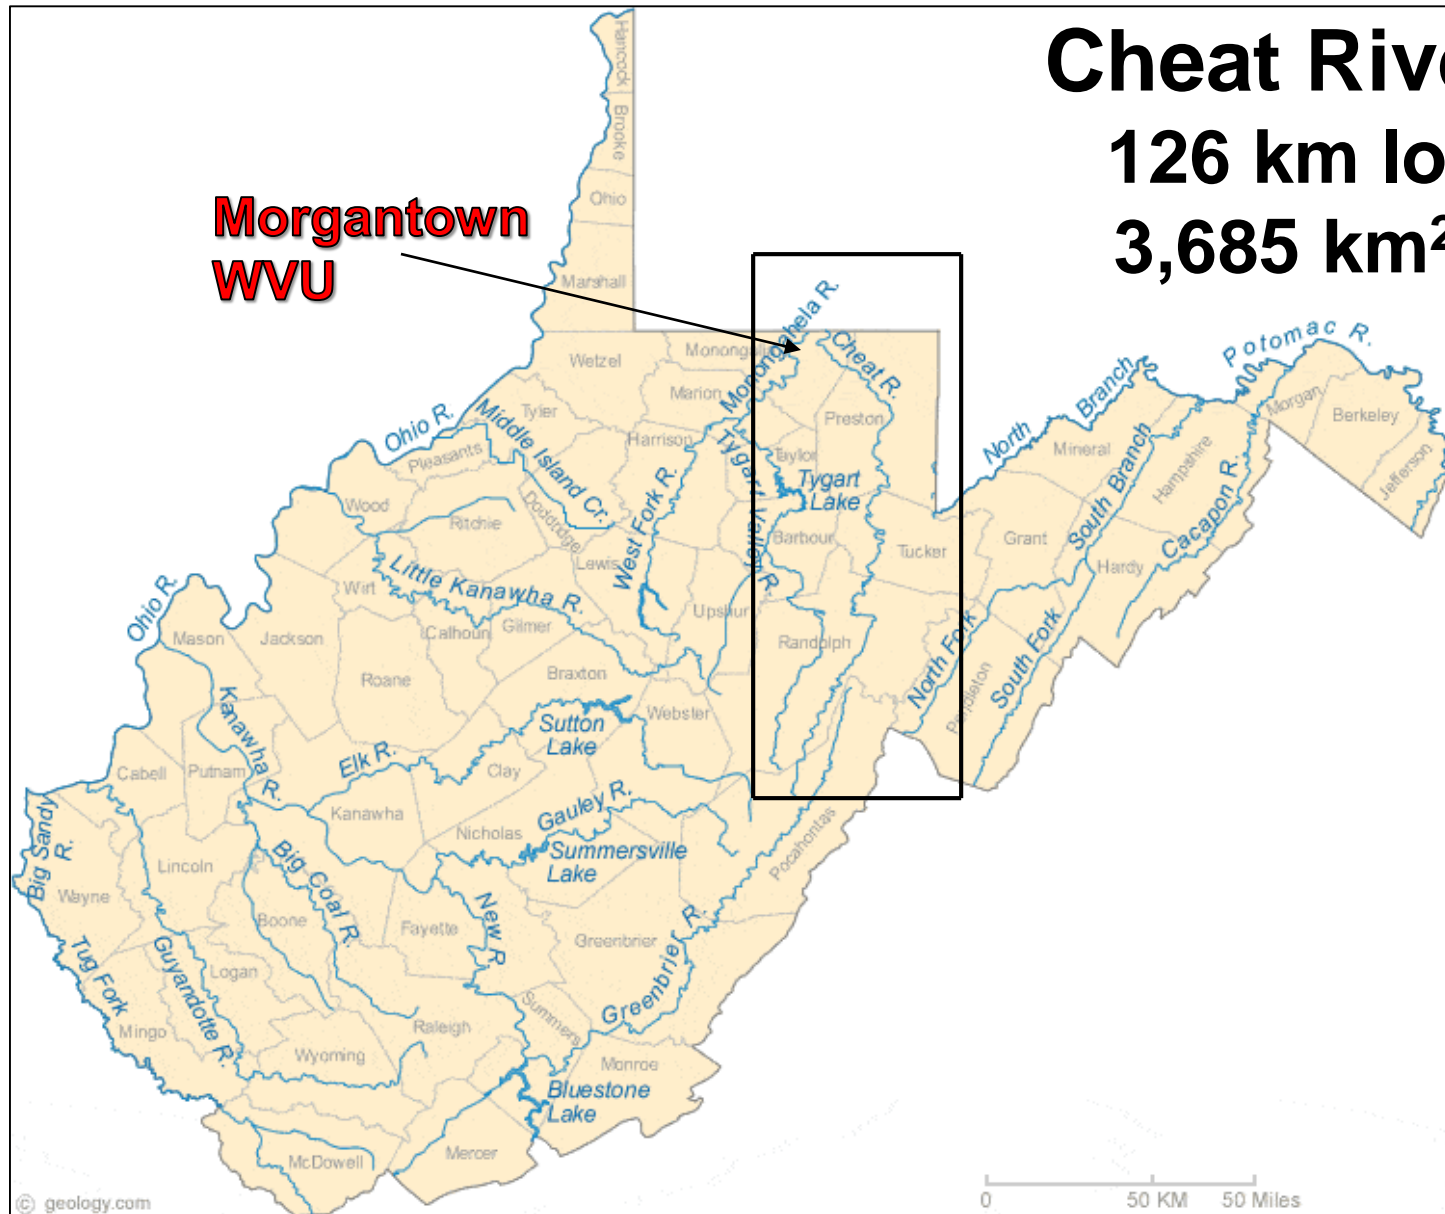 Cheat Rive
126 km lo
3,685 km²
Morgantown
WVU
Hancock
Brooke
Ohio
Marshall
Wetzel
Monongalia
Monongahela R.
Cheat R.
Marion
Preston
Tyler
Middle Island Cr.
Harrison
Taylor
Ohio R.
Pleasants
Doddridge
West Fork R.
Tygart Valley R.
Tygart
Lake
North Branch
Potomac R.
Morgan
Berkeley
Jefferson
Mineral
Hampshire
South Branch
Cacapon R.
Wood
Ritchie
Lewis
Barbour
Tucker
Grant
Hardy
Wirt
Little Kanawha R.
Calhoun
Gilmer
Upshur
Randolph
North Fork
South Fork
Pendleton
Ohio R.
Mason
Jackson
Roane
Braxton
Webster
Kanawha R.
Sutton
Lake
Elk R.
Clay
Cabell
Putnam
Kanawha
Nicholas
Gauley R.
Summersville
Lake
Pocahontas
Big Sandy
R.
Wayne
Lincoln
Big Coal R.
Boone
Fayette
New R.
Greenbrier
Greenbrier R.
Tug Fork
Guyandotte R.
Logan
Mingo
Wyoming
Raleigh
Summers
Monroe
Bluestone
Lake
Mercer
McDowell
© geology.com
0 50 KM 50 Miles